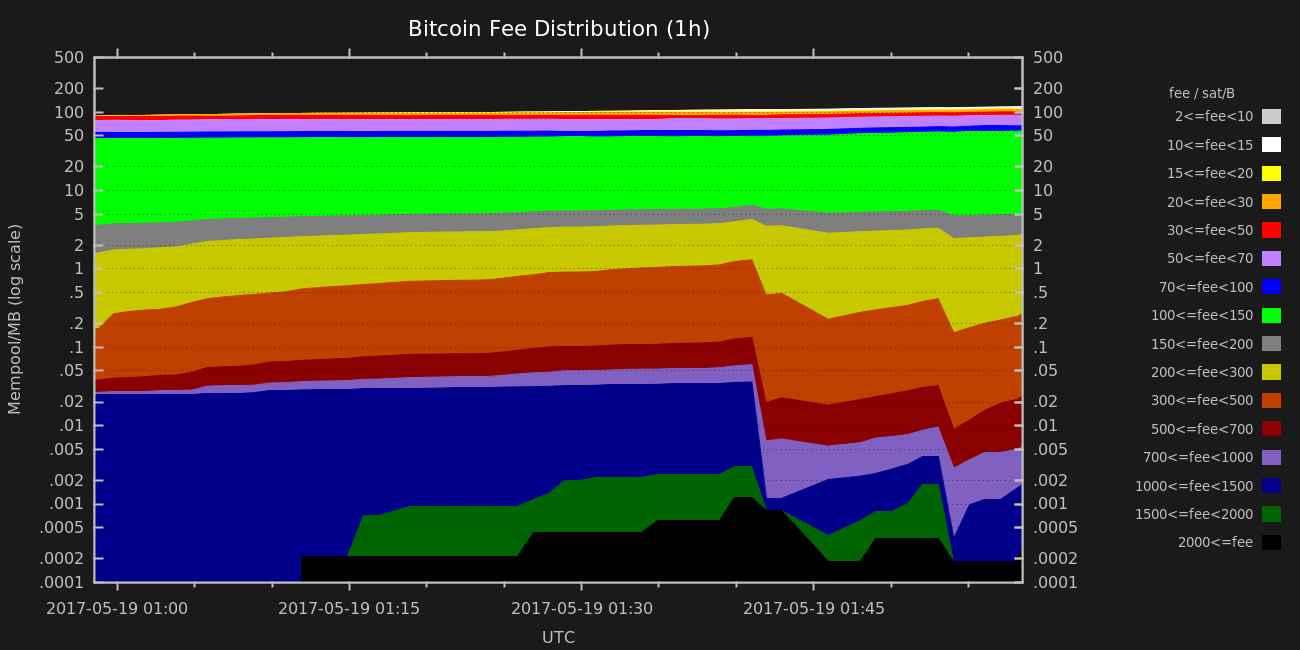 Bitcoin Fee Distribution (1h)
500 500
200 200
100 100
50 50
20 20
10 10
5 5
2 2
1 1
.5 .5
.2 .2
.1 .1
.05 .05
.02 .02
.01 .01
.005 .005
.002 .002
.001 .001
.0005 .0005
.0002 .0002
.0001 .0001
Mempool/MB (log scale)
2017-05-19 01:00 2017-05-19 01:15 2017-05-19 01:30 2017-05-19 01:45
UTC
fee / sat/B
2<=fee<10
10<=fee<15
15<=fee<20
20<=fee<30
30<=fee<50
50<=fee<70
70<=fee<100
100<=fee<150
150<=fee<200
200<=fee<300
300<=fee<500
500<=fee<700
700<=fee<1000
1000<=fee<1500
1500<=fee<2000
2000<=fee